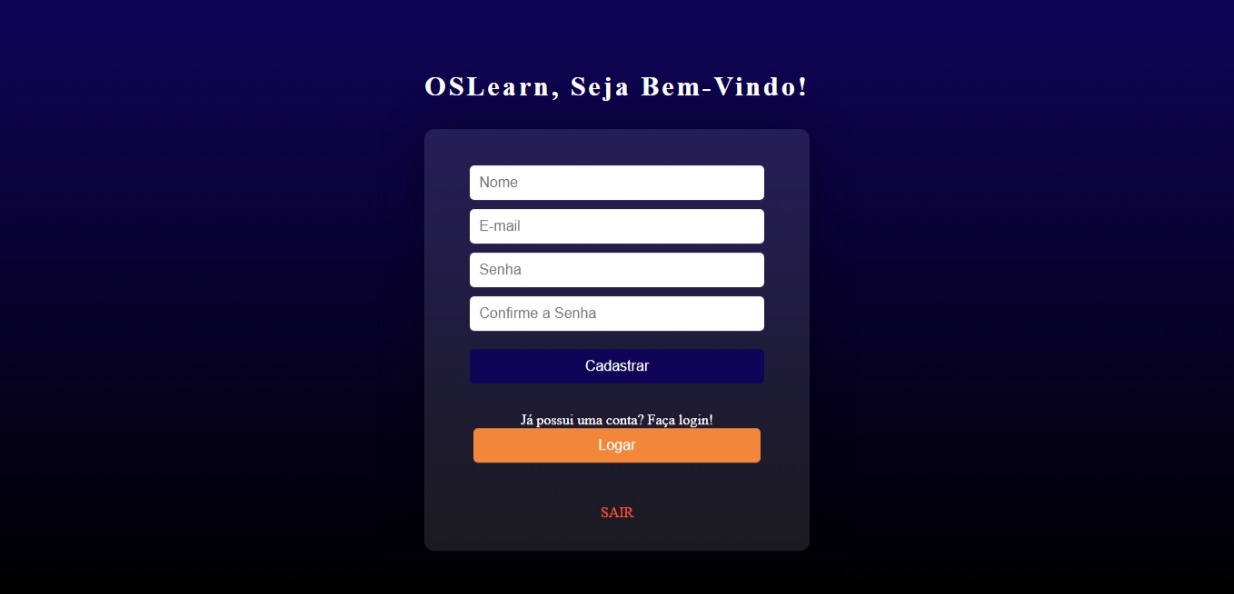 OSLearn, Seja Bem-Vindo!
Nome
E-mail
Senha
Confirme a Senha
Cadastrar
Já possui uma conta? Faça login!
Logar
SAIR